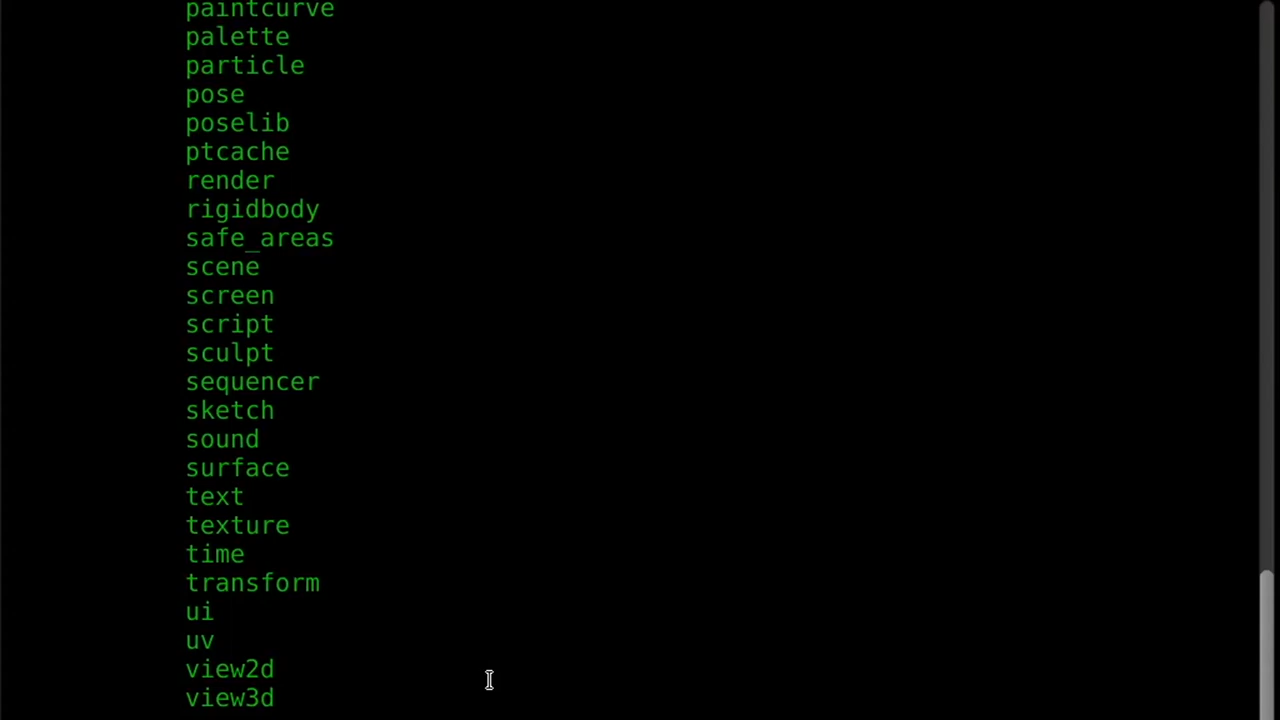 paintcurve
palette
particle
pose
poselib
ptcache
render
rigidbody
safe_areas
scene
screen
script
sculpt
sequencer
sketch
sound
surface
text
texture
time
transform
ui
uv
view2d
view3d